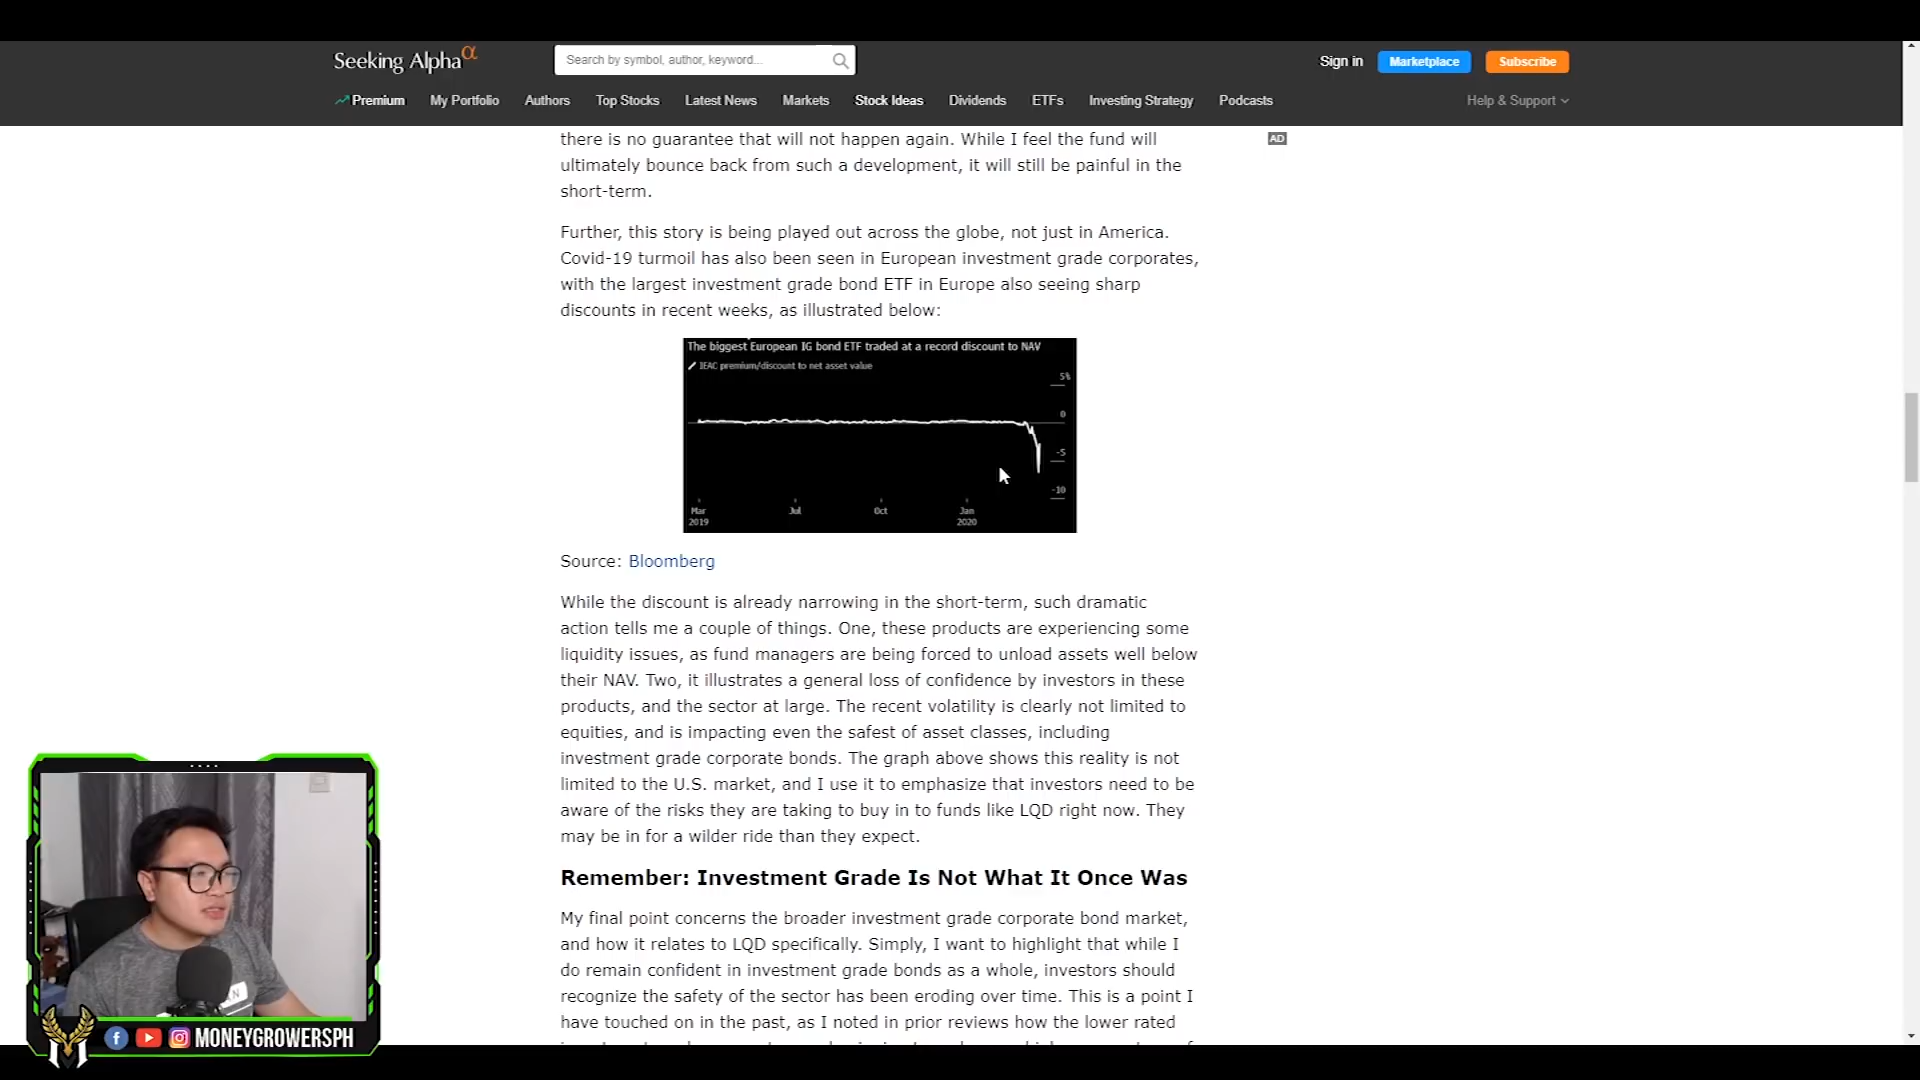 Seeking Alpha α
Search by symbol, author, keyword...
Sign in
Marketplace
Subscribe
Premium
My Portfolio
Authors
Top Stocks
Latest News
Markets
Stock Ideas
Dividends
ETFs
Investing Strategy
Podcasts
Help & Support
AD
there is no guarantee that will not happen again. While I feel the fund will
ultimately bounce back from such a development, it will still be painful in the
short-term.
Further, this story is being played out across the globe, not just in America.
Covid-19 turmoil has also been seen in European investment grade corporates,
with the largest investment grade bond ETF in Europe also seeing sharp
discounts in recent weeks, as illustrated below:
The biggest European IG bond ETF traded at a record discount to NAV
IEAC premium/discount to net asset value
5%
0
-5
-10
Mar
2019
Jul
Oct
Jan
2020
Source: Bloomberg
While the discount is already narrowing in the short-term, such dramatic
action tells me a couple of things. One, these products are experiencing some
liquidity issues, as fund managers are being forced to unload assets well below
their NAV. Two, it illustrates a general loss of confidence by investors in these
products, and the sector at large. The recent volatility is clearly not limited to
equities, and is impacting even the safest of asset classes, including
investment grade corporate bonds. The graph above shows this reality is not
limited to the U.S. market, and I use it to emphasize that investors need to be
aware of the risks they are taking to buy in to funds like LQD right now. They
may be in for a wilder ride than they expect.
Remember: Investment Grade Is Not What It Once Was
My final point concerns the broader investment grade corporate bond market,
and how it relates to LQD specifically. Simply, I want to highlight that while I
do remain confident in investment grade bonds as a whole, investors should
recognize the safety of the sector has been eroding over time. This is a point I
have touched on in the past, as I noted in prior reviews how the lower rated
MONEYGROWERSPH